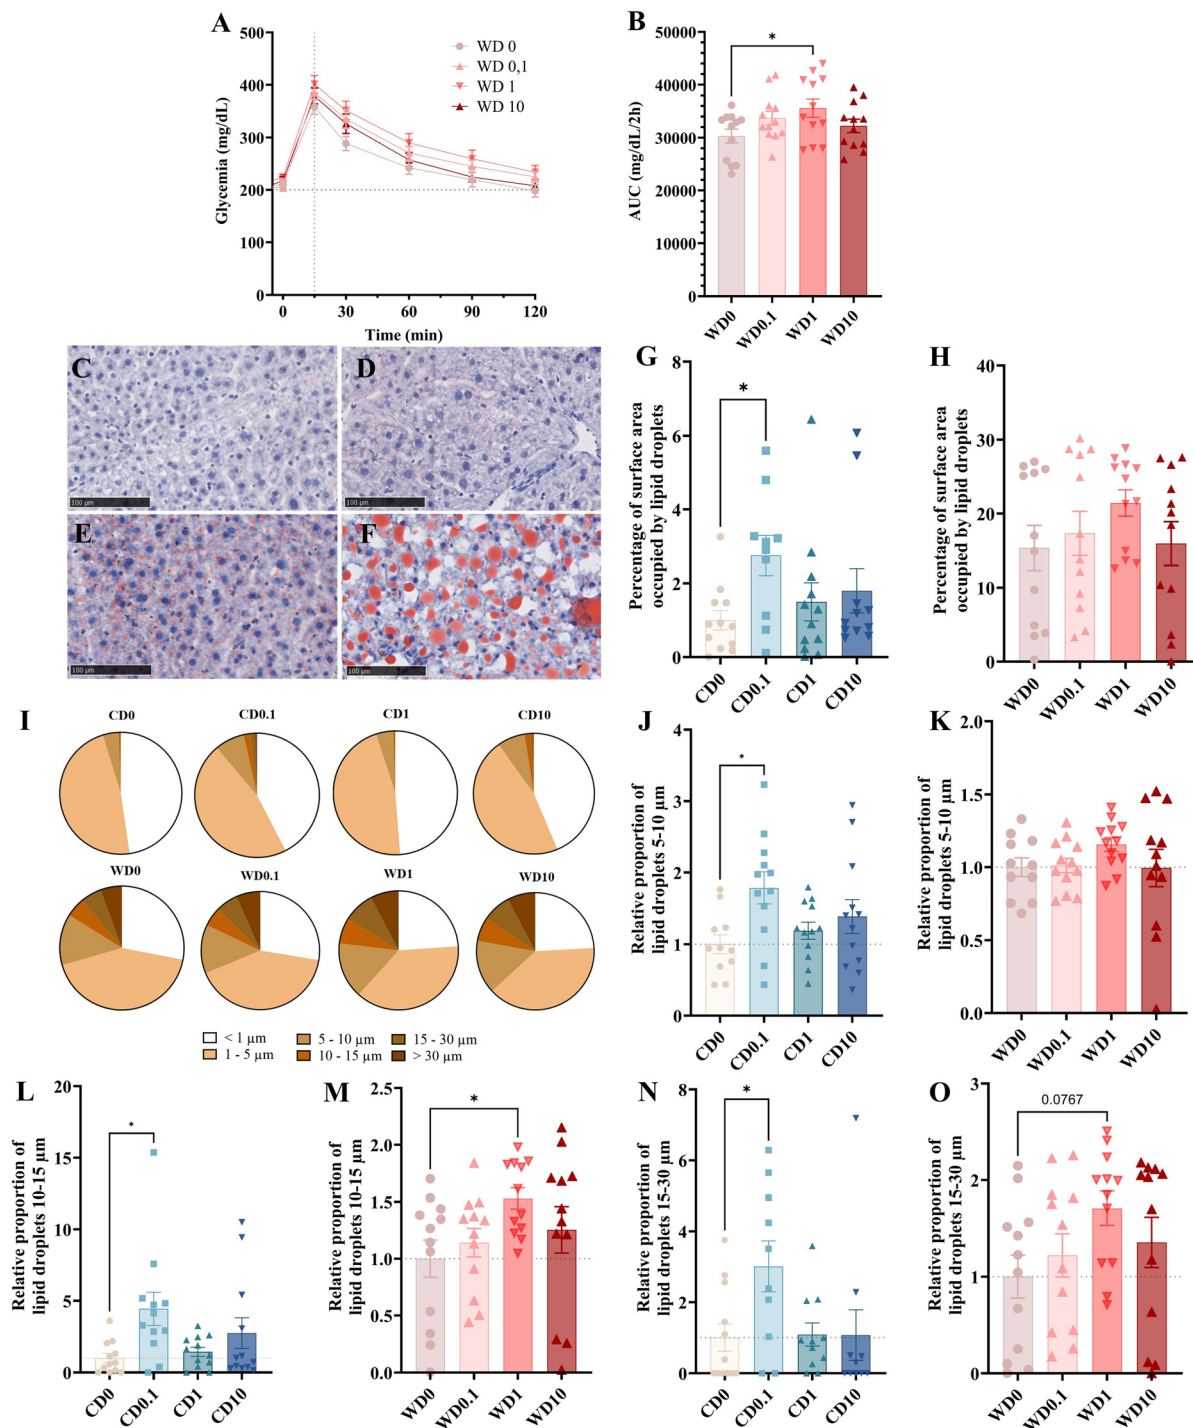 A
Glycemia (mg/dL)
500
400
300
200
100
0
0
30
60
90
120
Time (min)
WD 0
WD 0,1
WD 1
WD 10
B
AUC (mg/dL/2h)
50000
40000
30000
20000
10000
0
*
WD0
WD0.1
WD1
WD10
C
100 µm
D
100 µm
E
100 µm
F
100 µm
G
Percentage of surface area
occupied by lipid droplets
8
6
4
2
0
*
CD0
CD0.1
CD1
CD10
H
Percentage of surface area
occupied by lipid droplets
40
30
20
10
0
WD0
WD0.1
WD1
WD10
I
CD0
CD0.1
CD1
CD10
WD0
WD0.1
WD1
WD10
< 1 µm
5 - 10 µm
15 - 30 µm
1 - 5 µm
10 - 15 µm
> 30 µm
J
Relative proportion of
lipid droplets 5-10 µm
4
3
2
1
0
*
CD0
CD0.1
CD1
CD10
K
Relative proportion of
lipid droplets 5-10 µm
2.0
1.5
1.0
0.5
0.0
WD0
WD0.1
WD1
WD10
L
Relative proportion of
lipid droplets 10-15 µm
20
15
10
5
0
*
CD0
CD0.1
CD1
CD10
M
Relative proportion of
lipid droplets 10-15 µm
2.5
2.0
1.5
1.0
0.5
0.0
*
WD0
WD0.1
WD1
WD10
N
Relative proportion of
lipid droplets 15-30 µm
8
6
4
2
0
*
CD0
CD0.1
CD1
CD10
O
Relative proportion of
lipid droplets 15-30 µm
3
2
1
0
0.0767
WD0
WD0.1
WD1
WD10